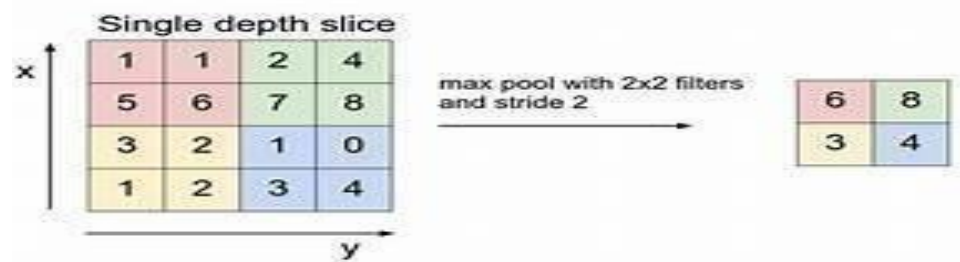 Single depth slice
x
1 1 2 4
5 6 7 8
3 2 1 0
1 2 3 4
y
max pool with 2x2 filters
and stride 2
6 8
3 4